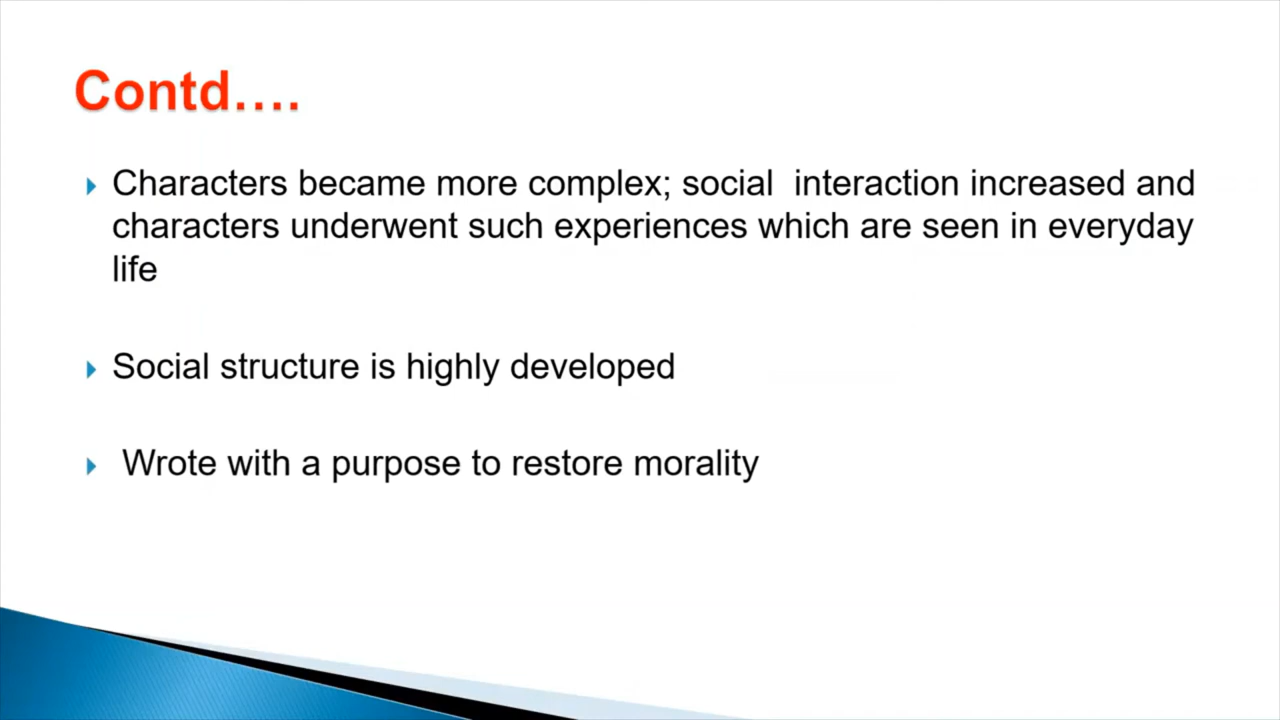 Contd....
Characters became more complex; social  interaction increased and
characters underwent such experiences which are seen in everyday
life
Social structure is highly developed
Wrote with a purpose to restore morality